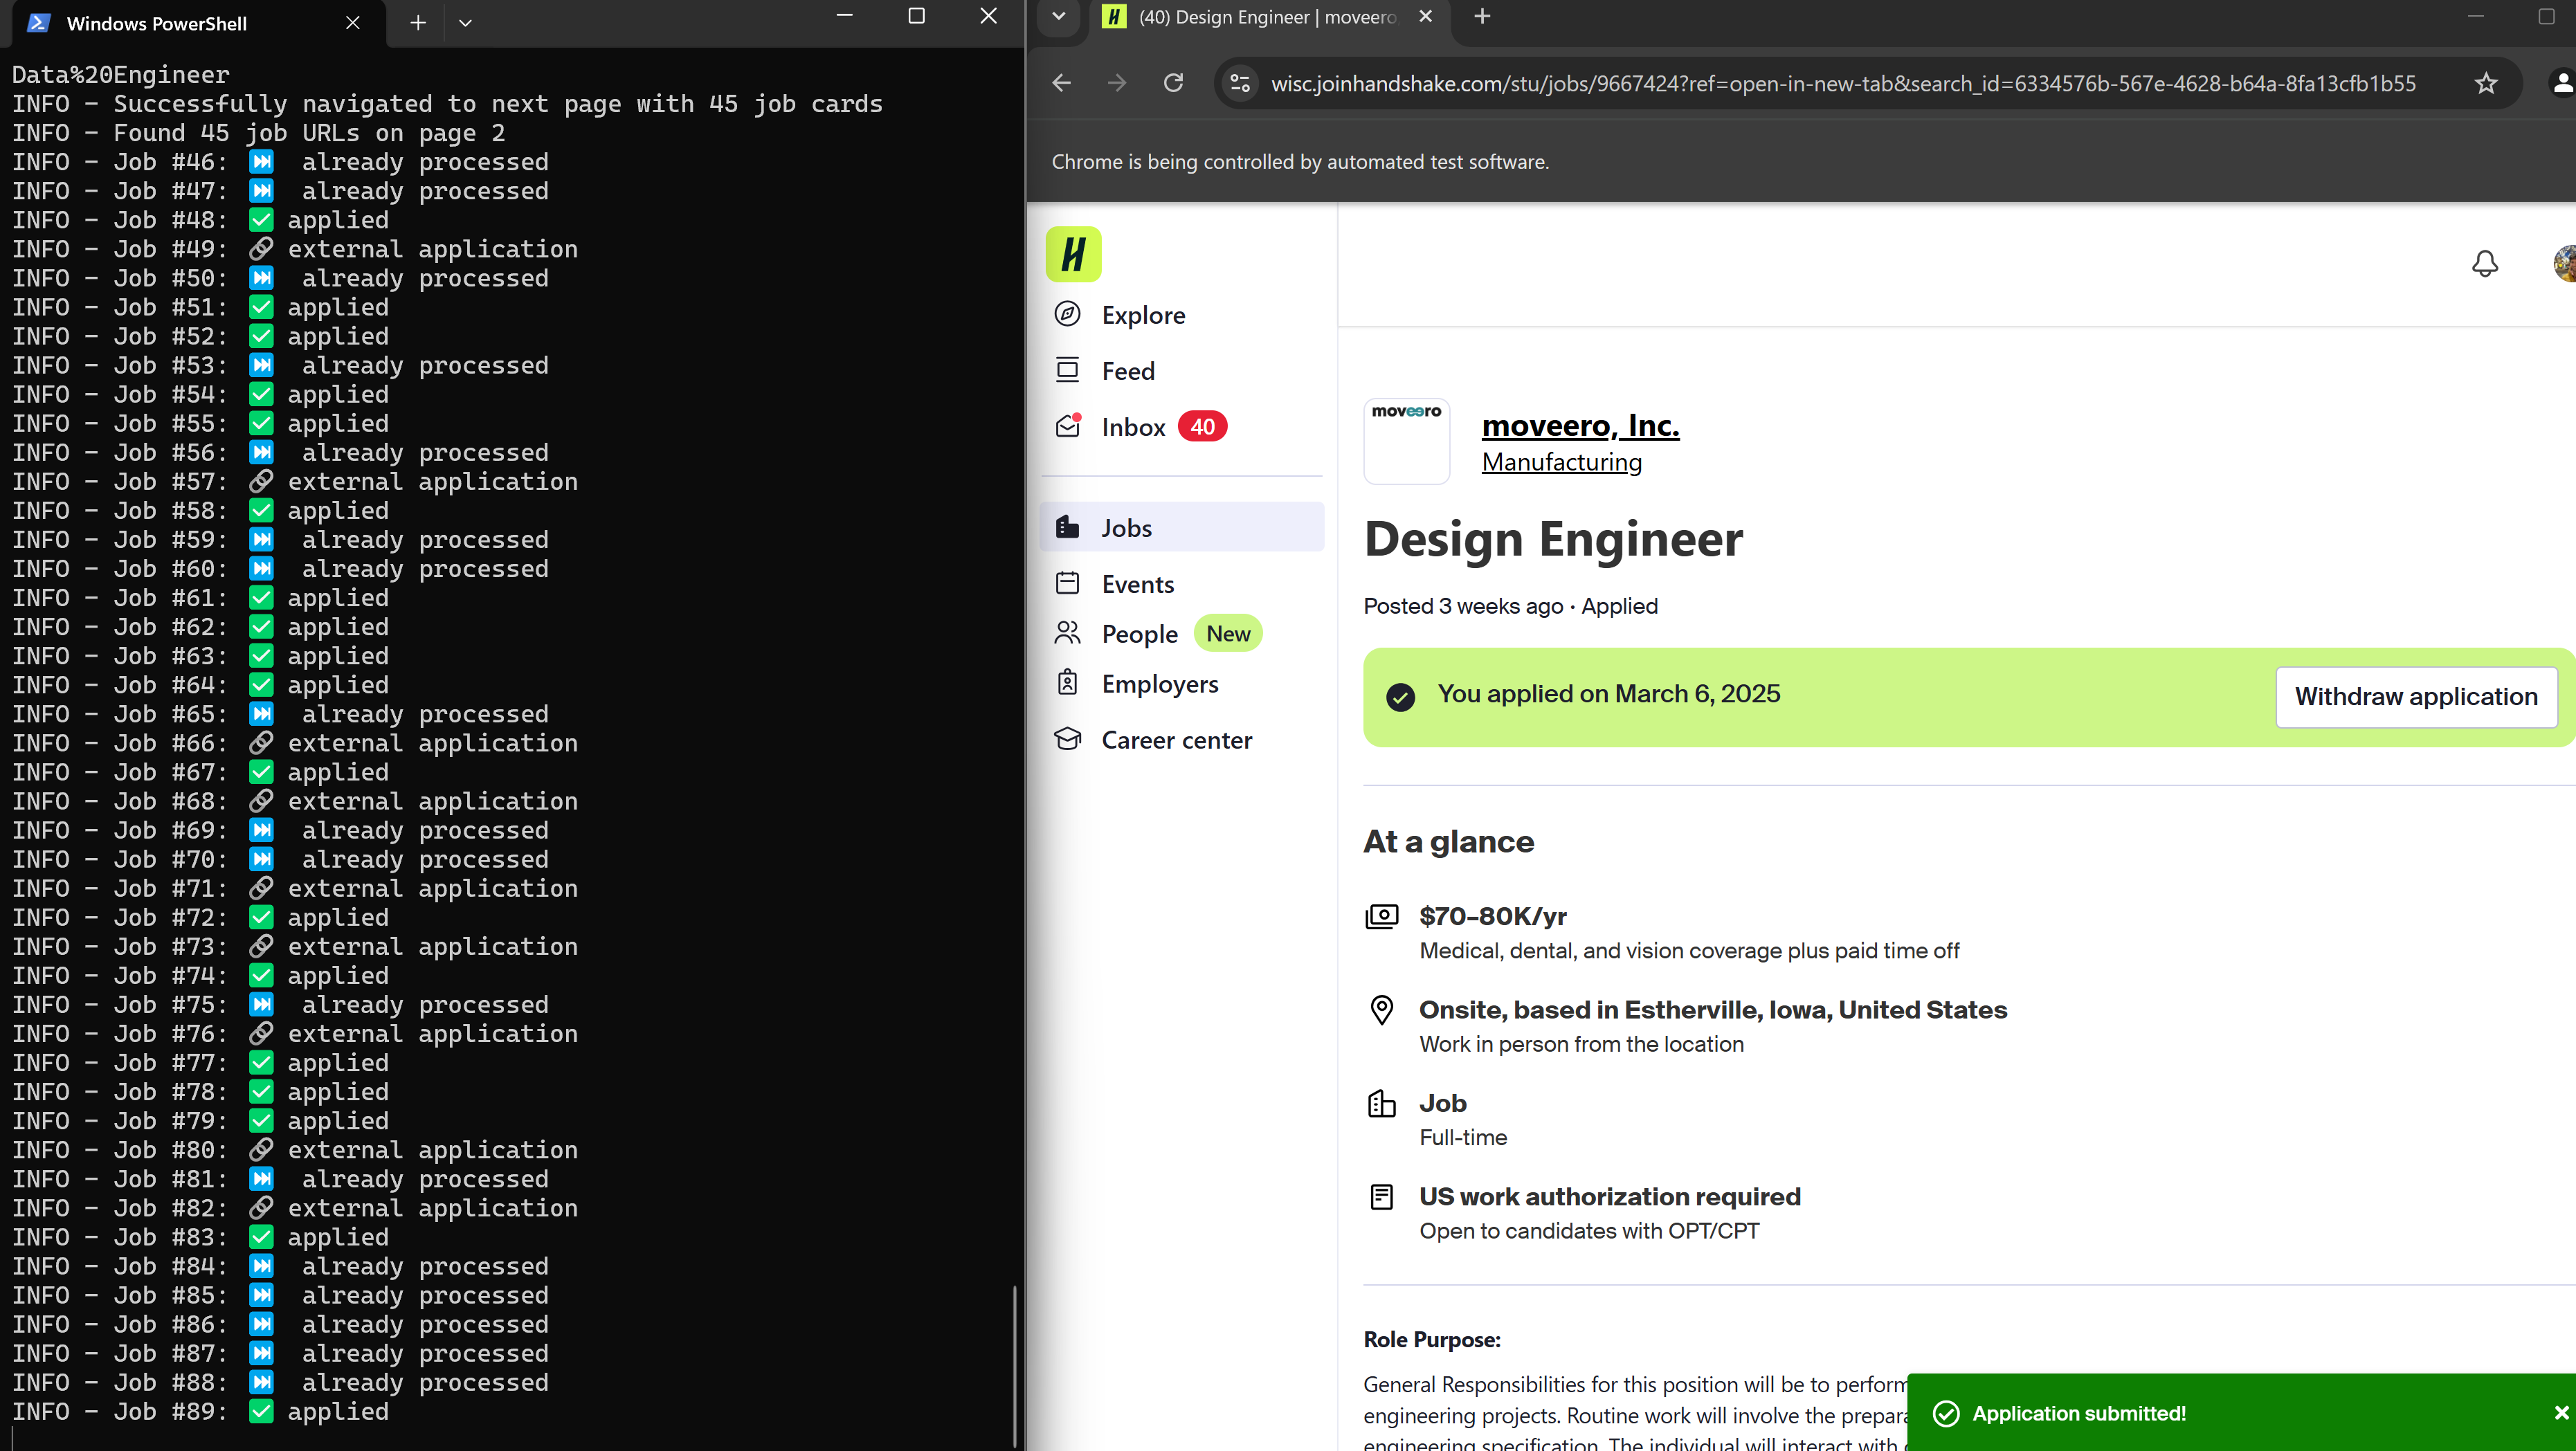 Windows PowerShell
Data%20Engineer
INFO - Successfully navigated to next page with 45 job cards
INFO - Found 45 job URLs on page 2
INFO - Job #46: ⏭ already processed
INFO - Job #47: ⏭ already processed
INFO - Job #48: ✅ applied
INFO - Job #49: 🔗 external application
INFO - Job #50: ⏭ already processed
INFO - Job #51: ✅ applied
INFO - Job #52: ✅ applied
INFO - Job #53: ⏭ already processed
INFO - Job #54: ✅ applied
INFO - Job #55: ✅ applied
INFO - Job #56: ⏭ already processed
INFO - Job #57: 🔗 external application
INFO - Job #58: ✅ applied
INFO - Job #59: ⏭ already processed
INFO - Job #60: ⏭ already processed
INFO - Job #61: ✅ applied
INFO - Job #62: ✅ applied
INFO - Job #63: ✅ applied
INFO - Job #64: ✅ applied
INFO - Job #65: ⏭ already processed
INFO - Job #66: 🔗 external application
INFO - Job #67: ✅ applied
INFO - Job #68: 🔗 external application
INFO - Job #69: ⏭ already processed
INFO - Job #70: ⏭ already processed
INFO - Job #71: 🔗 external application
INFO - Job #72: ✅ applied
INFO - Job #73: 🔗 external application
INFO - Job #74: ✅ applied
INFO - Job #75: ⏭ already processed
INFO - Job #76: 🔗 external application
INFO - Job #77: ✅ applied
INFO - Job #78: ✅ applied
INFO - Job #79: ✅ applied
INFO - Job #80: 🔗 external application
INFO - Job #81: ⏭ already processed
INFO - Job #82: 🔗 external application
INFO - Job #83: ✅ applied
INFO - Job #84: ⏭ already processed
INFO - Job #85: ⏭ already processed
INFO - Job #86: ⏭ already processed
INFO - Job #87: ⏭ already processed
INFO - Job #88: ⏭ already processed
INFO - Job #89: ✅ applied
(40) Design Engineer | moveero
wisc.joinhandshake.com/stu/jobs/9667424?ref=open-in-new-tab&search_id=6334576b-567e-4628-b64a-8fa13cfb1b55
Chrome is being controlled by automated test software.
Explore
Feed
Inbox 40
Jobs
Events
People New
Employers
Career center
moveero
moveero, Inc.
Manufacturing
Design Engineer
Posted 3 weeks ago · Applied
You applied on March 6, 2025
Withdraw application
At a glance
$70–80K/yr
Medical, dental, and vision coverage plus paid time off
Onsite, based in Estherville, Iowa, United States
Work in person from the location
Job
Full-time
US work authorization required
Open to candidates with OPT/CPT
Role Purpose:
General Responsibilities for this position will be to perform
engineering projects. Routine work will involve the prepara
engineering specification. The individual will interact with
Application submitted!